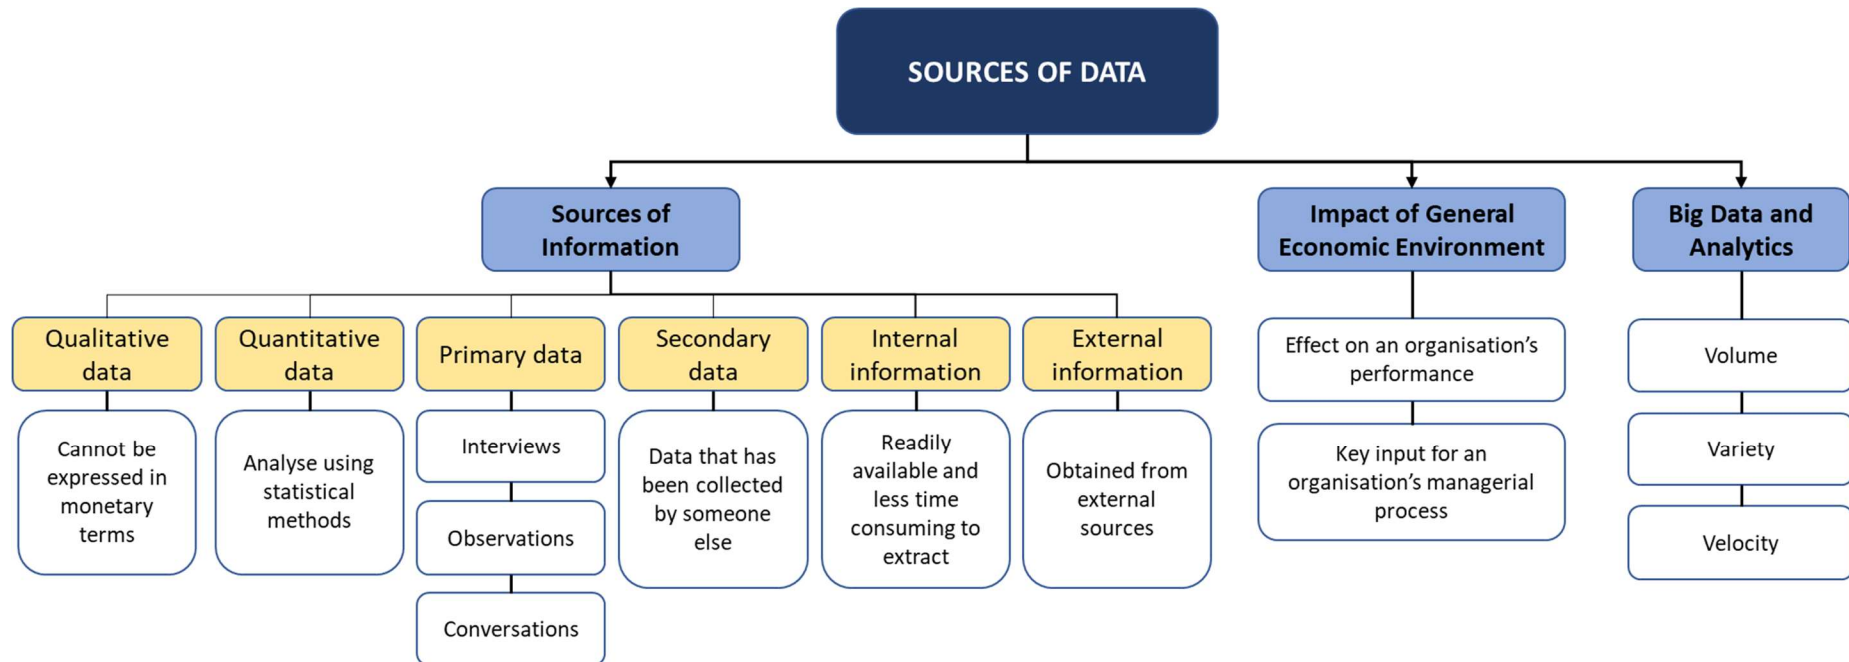 SOURCES OF DATA
Sources of
Information
Impact of General
Economic Environment
Big Data and
Analytics
Qualitative
data
Quantitative
data
Primary data
Secondary
data
Internal
information
External
information
Cannot be
expressed in
monetary
terms
Analyse using
statistical
methods
Interviews
Observations
Conversations
Data that has
been collected
by someone
else
Readily
available and
less time
consuming to
extract
Obtained from
external
sources
Effect on an organisation's
performance
Key input for an
organisation's managerial
process
Volume
Variety
Velocity